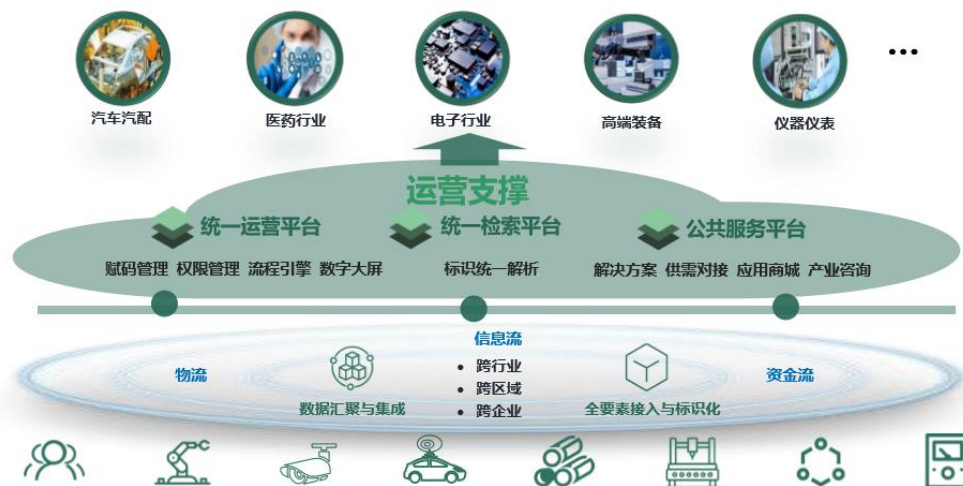 汽车汽配 医药行业 电子行业 高端装备 仪器仪表 ...
运营支撑
统一运营平台 统一检索平台 公共服务平台
赋码管理 权限管理 流程引擎 数字大屏 标识统一解析 解决方案 供需对接 应用商城 产业咨询
信息流
物流 • 跨行业 资金流
• 跨区域
数据汇聚与集成 • 跨企业 全要素接入与标识化